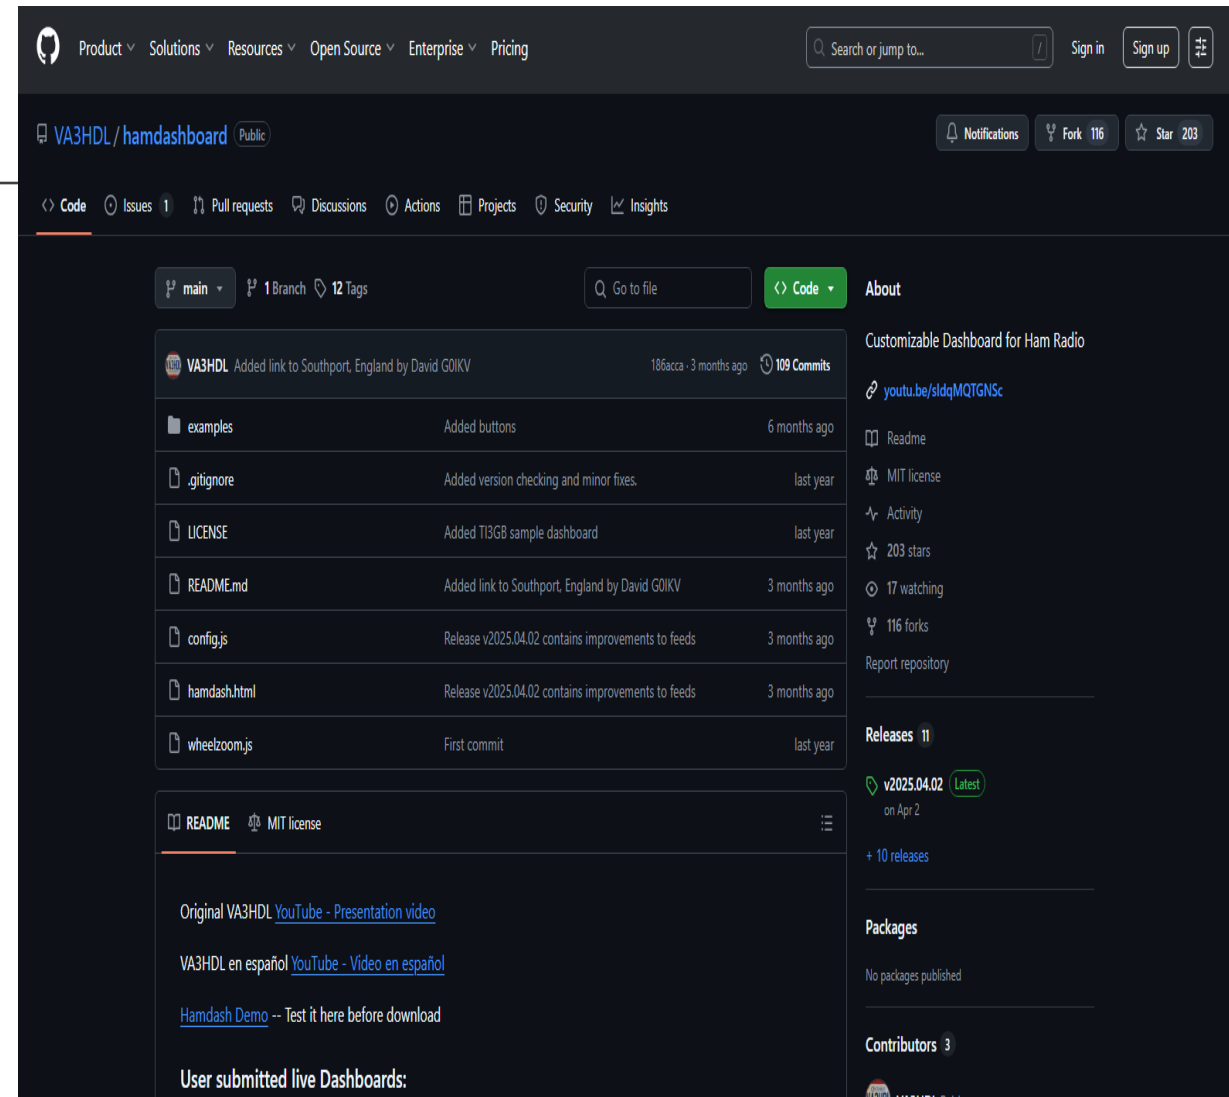 Product Solutions Resources Open Source Enterprise Pricing Search or jump to... / Sign in Sign up
VA3HDL / hamdashboard Public Notifications Fork 116 Star 203
Code Issues 1 Pull requests Discussions Actions Projects Security Insights
main 1 Branch 12 Tags Go to file Code
VA3HDL Added link to Southport, England by David G0IKV 186acca · 3 months ago 109 Commits
examples Added buttons 6 months ago
.gitignore Added version checking and minor fixes. last year
LICENSE Added TI3GB sample dashboard last year
README.md Added link to Southport, England by David G0IKV 3 months ago
config.js Release v2025.04.02 contains improvements to feeds 3 months ago
hamdash.html Release v2025.04.02 contains improvements to feeds 3 months ago
wheelzoom.js First commit last year
README MIT license
Original VA3HDL YouTube - Presentation video
VA3HDL en español YouTube - Video en español
Hamdash Demo -- Test it here before download
User submitted live Dashboards:
About
Customizable Dashboard for Ham Radio
youtu.be/sIdqMQTGNSc
Readme
MIT license
Activity
203 stars
17 watching
116 forks
Report repository
Releases 11
v2025.04.02 Latest
on Apr 2
+ 10 releases
Packages
No packages published
Contributors 3